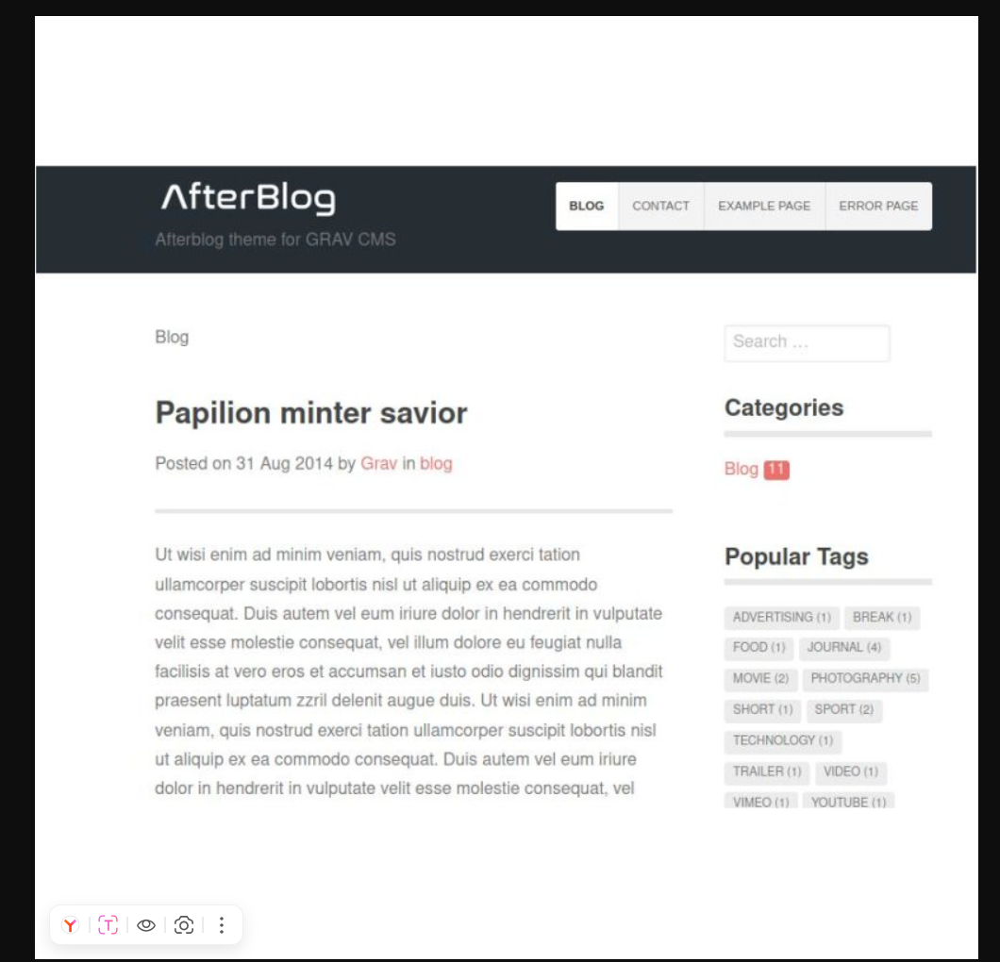 AfterBlog
Afterblog theme for GRAV CMS
BLOG CONTACT EXAMPLE PAGE ERROR PAGE
Blog
Papilion minter savior
Posted on 31 Aug 2014 by Grav in blog
Ut wisi enim ad minim veniam, quis nostrud exerci tation
ullamcorper suscipit lobortis nisl ut aliquip ex ea commodo
consequat. Duis autem vel eum iriure dolor in hendrerit in vulputate
velit esse molestie consequat, vel illum dolore eu feugiat nulla
facilisis at vero eros et accumsan et iusto odio dignissim qui blandit
praesent luptatum zzril delenit augue duis. Ut wisi enim ad minim
veniam, quis nostrud exerci tation ullamcorper suscipit lobortis nisl
ut aliquip ex ea commodo consequat. Duis autem vel eum iriure
dolor in hendrerit in vulputate velit esse molestie consequat, vel
Search …
Categories
Blog 11
Popular Tags
ADVERTISING (1) BREAK (1)
FOOD (1) JOURNAL (4)
MOVIE (2) PHOTOGRAPHY (5)
SHORT (1) SPORT (2)
TECHNOLOGY (1)
TRAILER (1) VIDEO (1)
VIMEO (1) YOUTUBE (1)
Y T